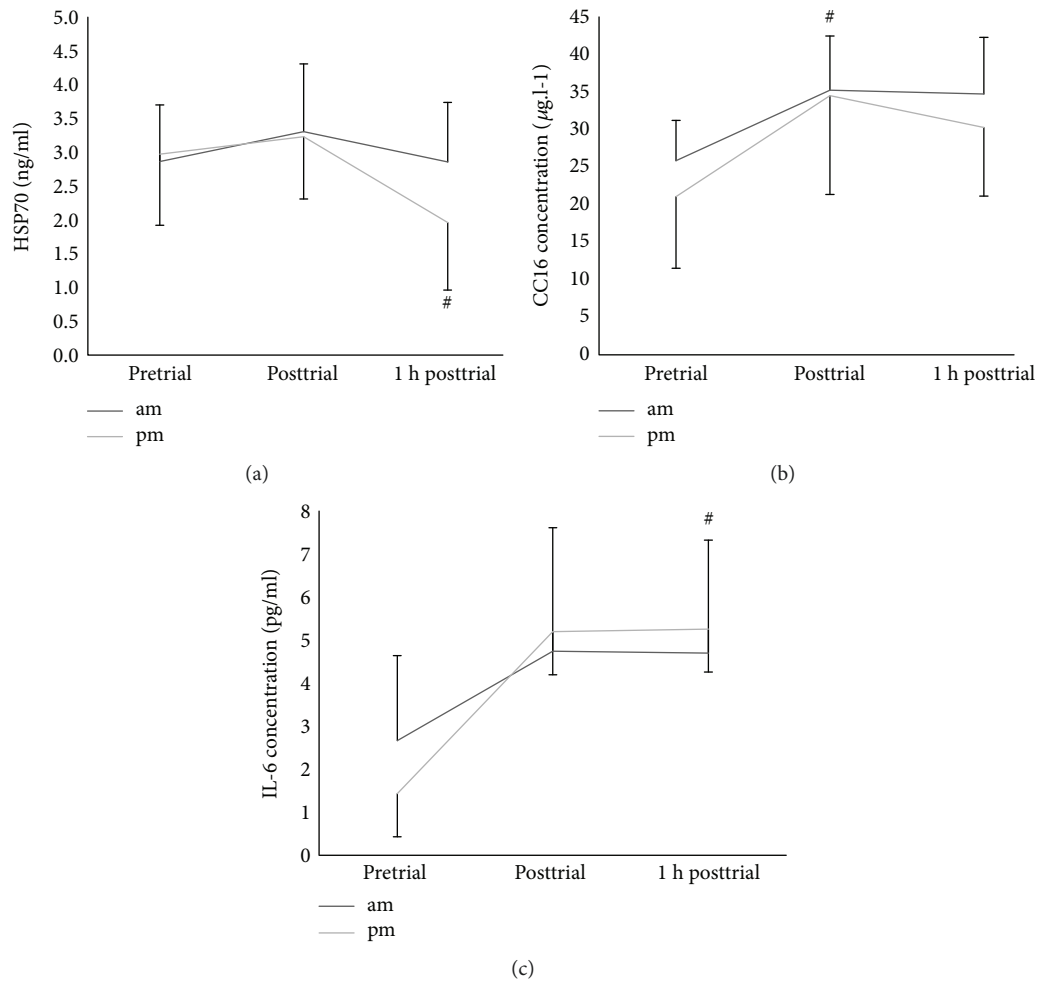 HSP70 (ng/ml)
5.0
4.5
4.0
3.5
3.0
2.5
2.0
1.5
1.0
0.5
0.0
#
Pretrial Posttrial 1 h posttrial
am
pm
(a)
CC16 concentration (µg.l-1)
45
40
35
30
25
20
15
10
5
0
#
Pretrial Posttrial 1 h posttrial
am
pm
(b)
IL-6 concentration (pg/ml)
8
7
6
5
4
3
2
1
0
#
Pretrial Posttrial 1 h posttrial
am
pm
(c)